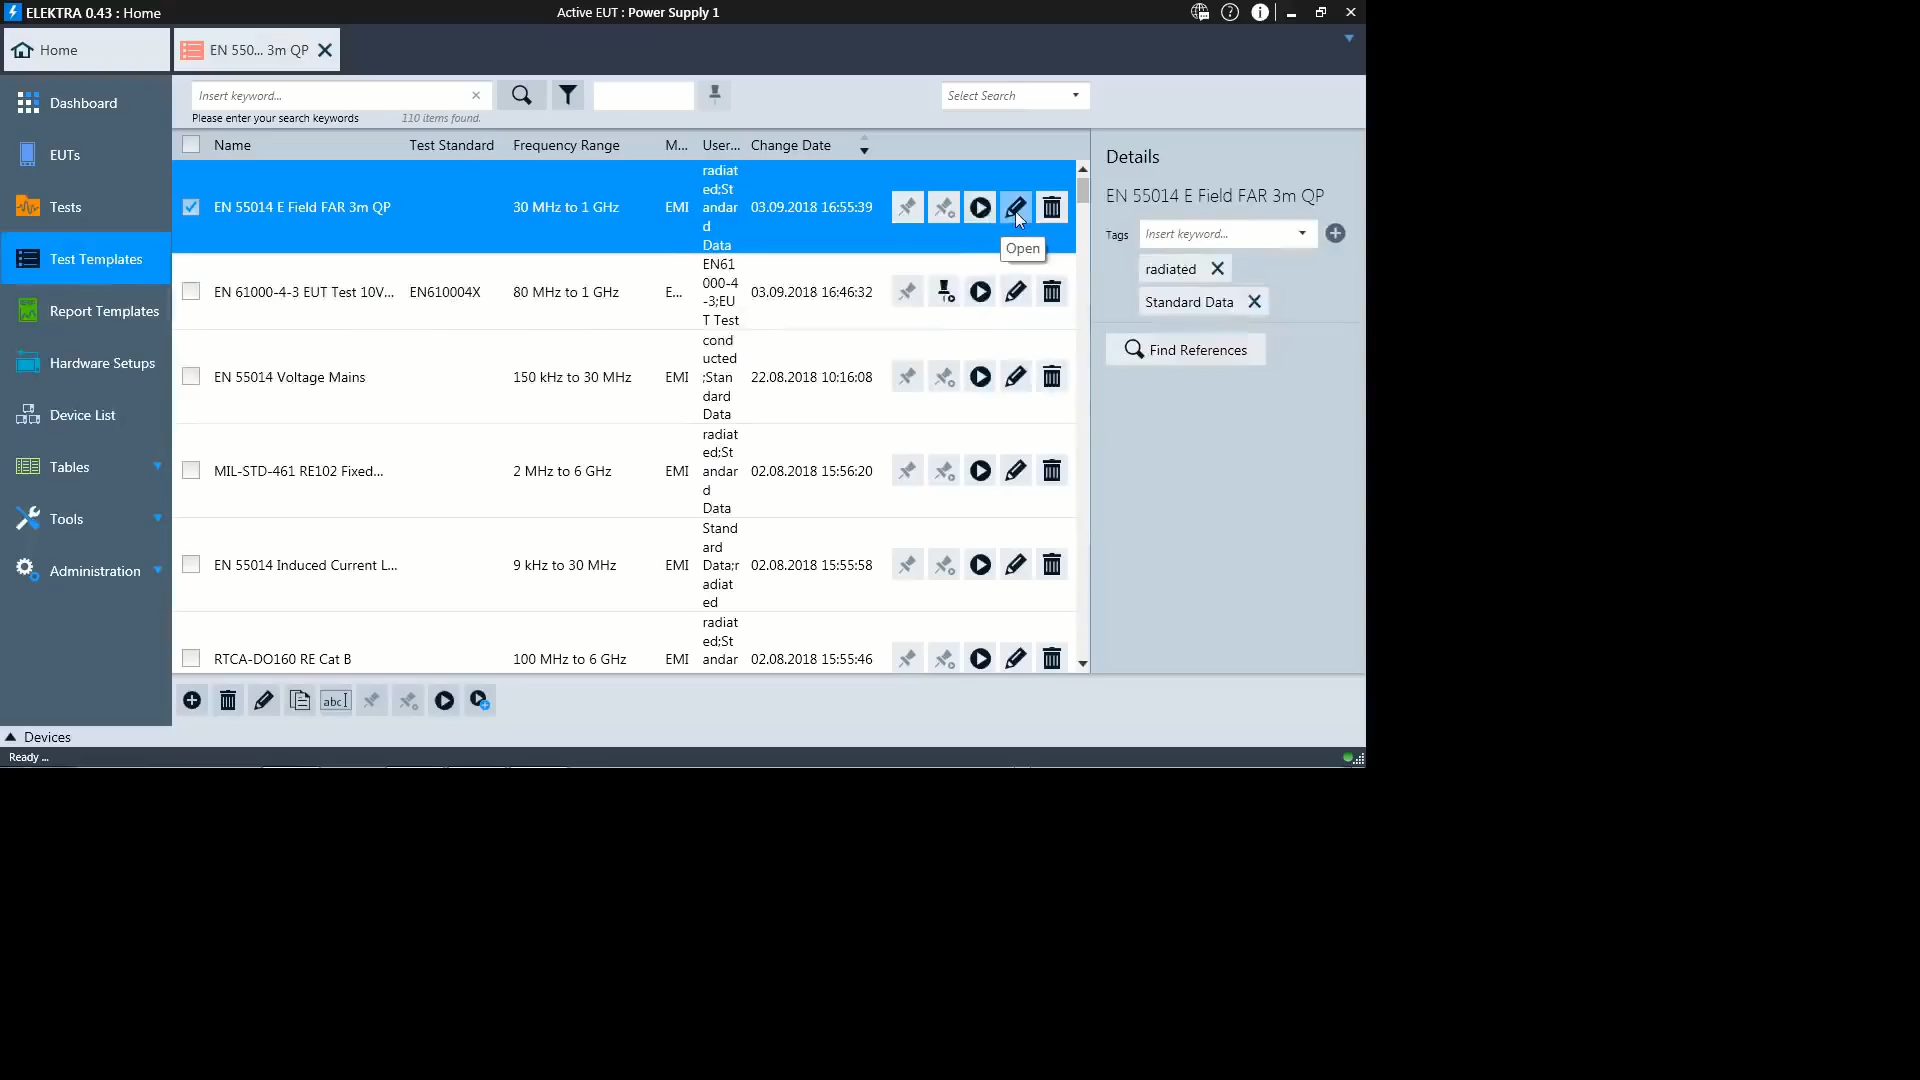 ELEKTRA 0.43 : Home
Active EUT : Power Supply 1
Home
EN 550... 3m QP
Dashboard
EUTs
Tests
Test Templates
Report Templates
Hardware Setups
Device List
Tables
Tools
Administration
Insert keyword...
Select Search
Please enter your search keywords
110 items found.
Name Test Standard Frequency Range M... User... Change Date
EN 55014 E Field FAR 3m QP 30 MHz to 1 GHz EMI
radiat
ed;St
andar
d
Data
03.09.2018 16:55:39
Open
EN 61000-4-3 EUT Test 10V... EN610004X 80 MHz to 1 GHz E...
EN61
000-4
-3;EU
T Test
03.09.2018 16:46:32
EN 55014 Voltage Mains 150 kHz to 30 MHz EMI
cond
ucted
;Stan
dard
Data
22.08.2018 10:16:08
MIL-STD-461 RE102 Fixed... 2 MHz to 6 GHz EMI
radiat
ed;St
andar
d
Data
02.08.2018 15:56:20
EN 55014 Induced Current L... 9 kHz to 30 MHz EMI
Stand
ard
Data;r
adiat
ed
02.08.2018 15:55:58
RTCA-DO160 RE Cat B 100 MHz to 6 GHz EMI
radiat
ed;St
andar
02.08.2018 15:55:46
abc
Details
EN 55014 E Field FAR 3m QP
Tags Insert keyword...
radiated
Standard Data
Find References
Devices
Ready ...